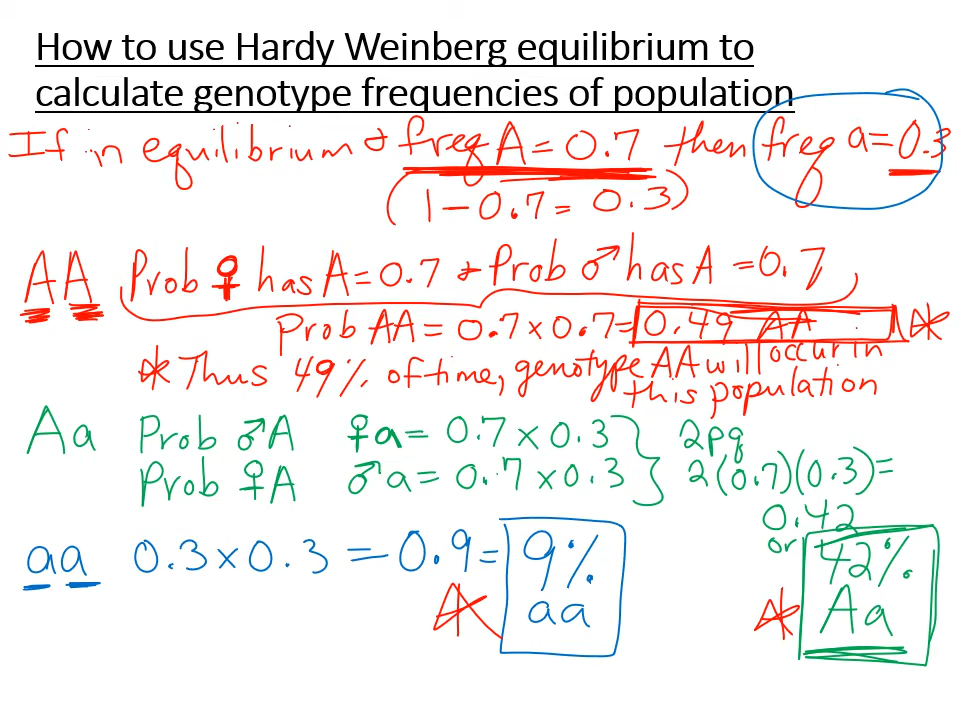 How to use Hardy Weinberg equilibrium to
calculate genotype frequencies of population
If in equilibrium & freq A = 0.7 then freq a = 0.3
(1 - 0.7 = 0.3)
AA Prob ♀ has A = 0.7 & Prob ♂ has A = 0.7
Prob AA = 0.7 x 0.7 = 0.49 AA *
* Thus 49% of time, genotype AA will occur in
this population
Aa Prob ♂ A ♀ a = 0.7 x 0.3 } 2pq
Prob ♀ A ♂ a = 0.7 x 0.3 } 2(0.7)(0.3) =
0.42
or 42%
* Aa
aa 0.3 x 0.3 = 0.9 = 9%
* aa